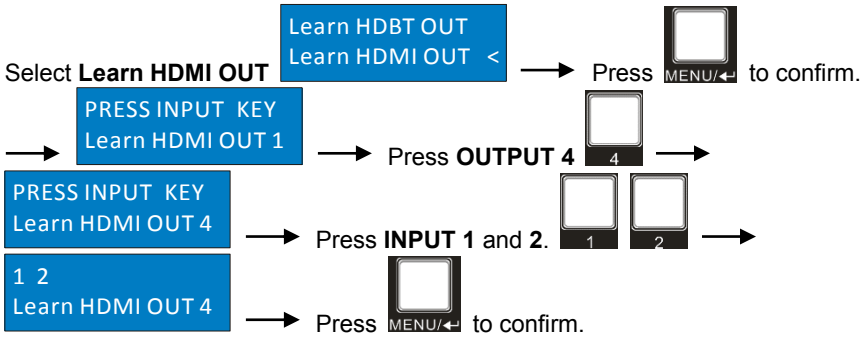 Learn HDBT OUT
Learn HDMI OUT <
Select Learn HDMI OUT
Press MENU/↵ to confirm.
PRESS INPUT KEY
Learn HDMI OUT 1
Press OUTPUT 4 4
PRESS INPUT KEY
Learn HDMI OUT 4
Press INPUT 1 and 2. 1 2
1 2
Learn HDMI OUT 4
Press MENU/↵ to confirm.